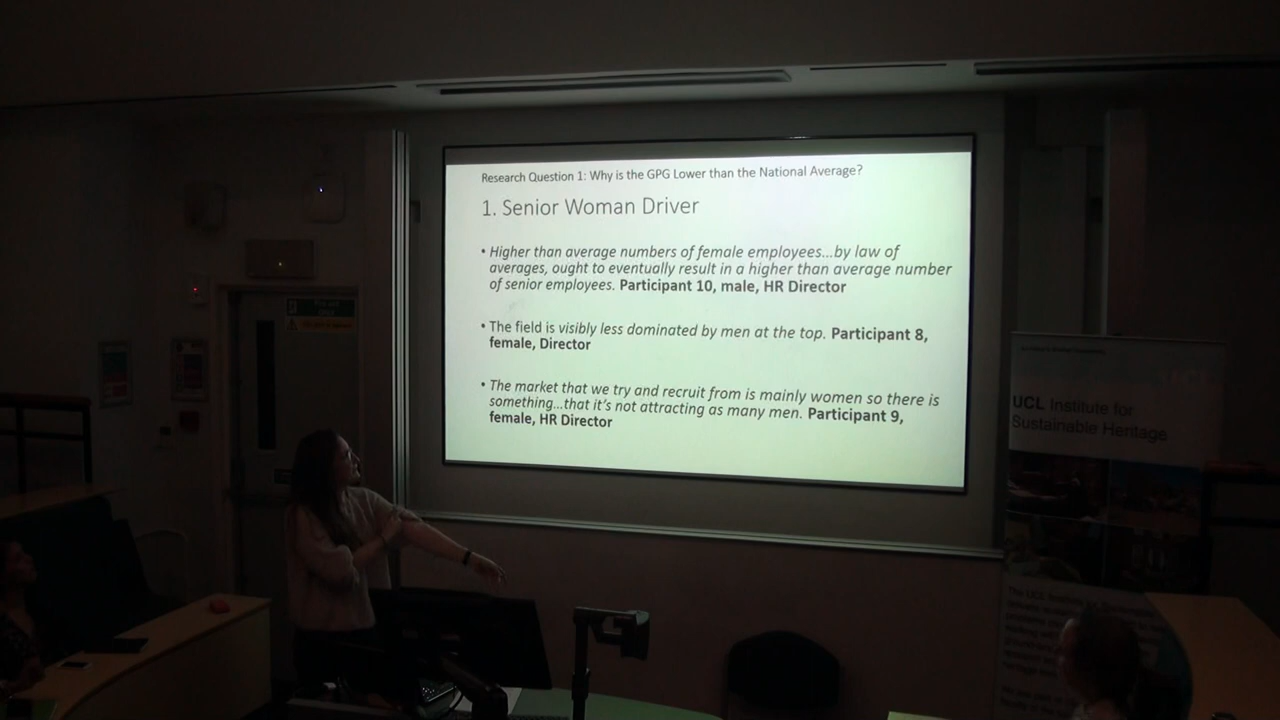 Research Question 1: Why is the GPG Lower than the National Average?
1. Senior Woman Driver
• Higher than average numbers of female employees...by law of
averages, ought to eventually result in a higher than average number
of senior employees. Participant 10, male, HR Director
• The field is visibly less dominated by men at the top. Participant 8,
female, Director
• The market that we try and recruit from is mainly women so there is
something...that it's not attracting as many men. Participant 9,
female, HR Director
UCL Institute for
Sustainable Heritage
The UCL